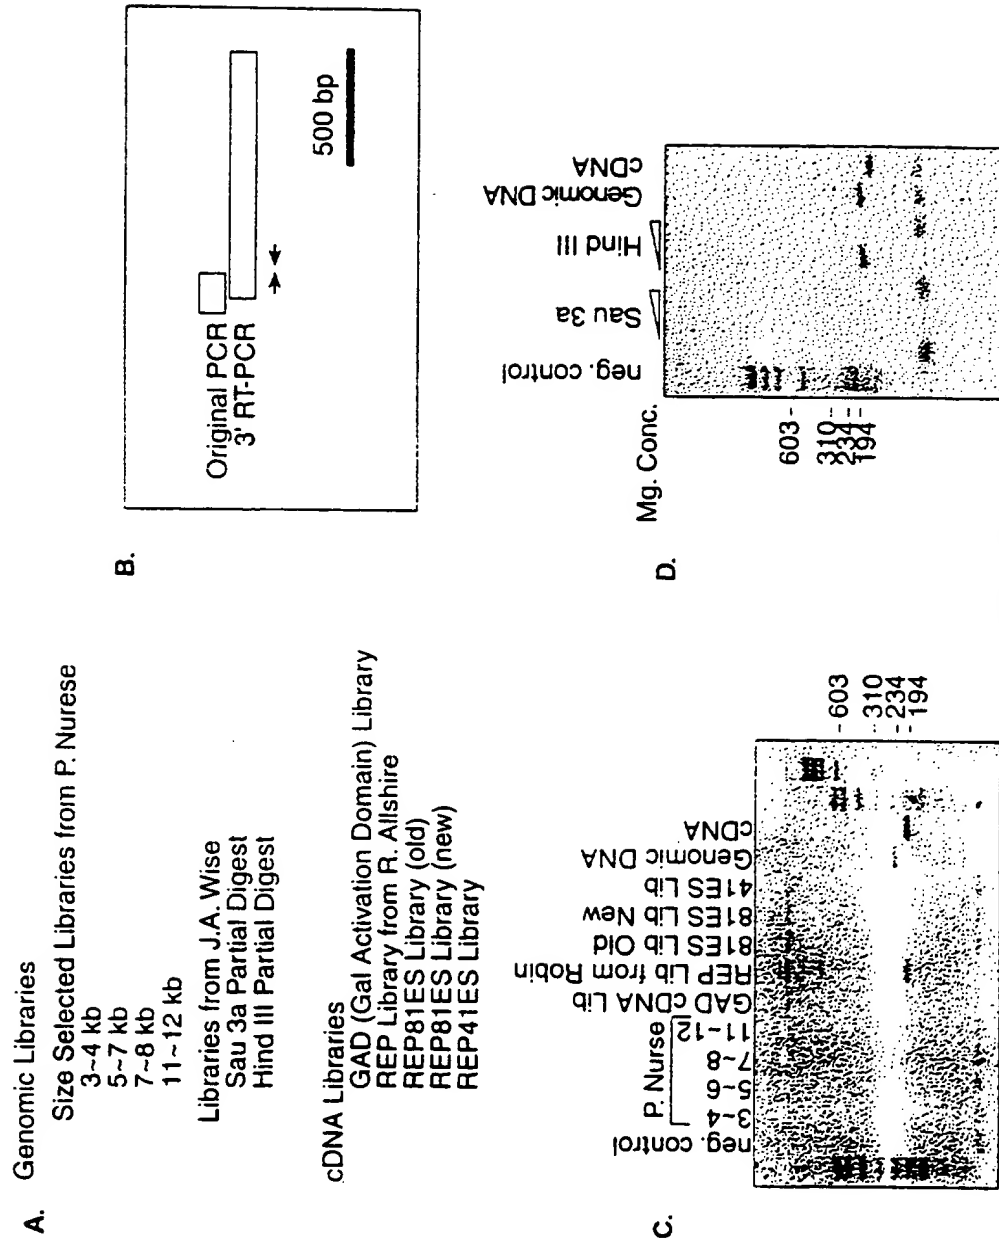 A.
Genomic Libraries
Size Selected Libraries from P. Nurese
3~4 kb
5~7 kb
7~8 kb
11~12 kb
Libraries from J.A. Wise
Sau 3a Partial Digest
Hind III Partial Digest
cDNA Libraries
GAD (Gal Activation Domain) Library
REP Library from R. Allshire
REP81ES Library (old)
REP81ES Library (new)
REP41ES Library
B.
Original PCR
3' RT-PCR
500 bp
C.
neg. control
P. Nurse
3~4
5~6
7~8
11~12
GAD cDNA Lib
REP Lib from Robin
81ES Lib Old
81ES Lib New
41ES Lib
Genomic DNA
cDNA
603
310
234
194
D.
Mg. Conc.
neg. control
Sau 3a
Hind III
Genomic DNA
cDNA
603
310
234
194